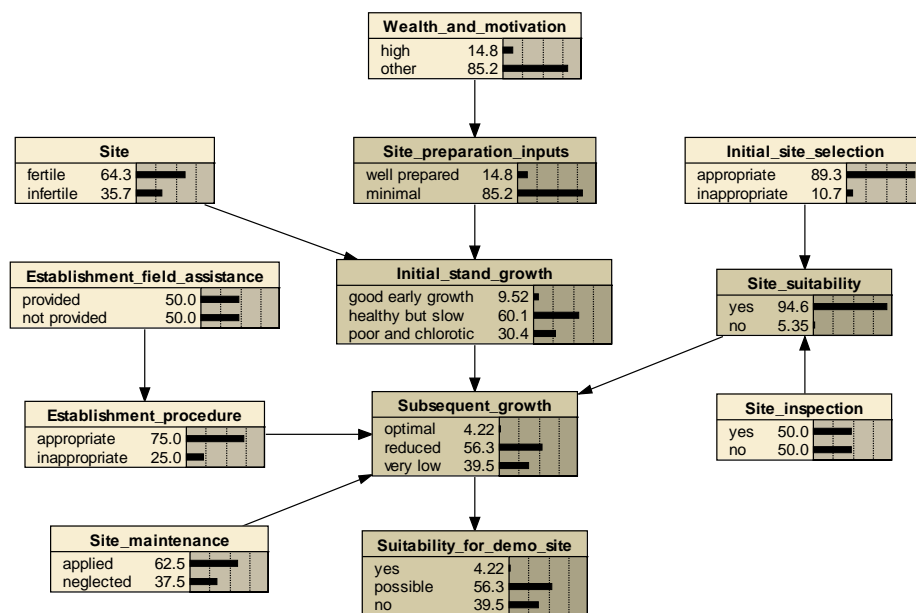 Wealth_and_motivation
high 14.8
other 85.2
Site
fertile 64.3
infertile 35.7
Site_preparation_inputs
well prepared 14.8
minimal 85.2
Initial_site_selection
appropriate 89.3
inappropriate 10.7
Establishment_field_assistance
provided 50.0
not provided 50.0
Initial_stand_growth
good early growth 9.52
healthy but slow 60.1
poor and chlorotic 30.4
Site_suitability
yes 94.6
no 5.35
Establishment_procedure
appropriate 75.0
inappropriate 25.0
Subsequent_growth
optimal 4.22
reduced 56.3
very low 39.5
Site_inspection
yes 50.0
no 50.0
Site_maintenance
applied 62.5
neglected 37.5
Suitability_for_demo_site
yes 4.22
possible 56.3
no 39.5